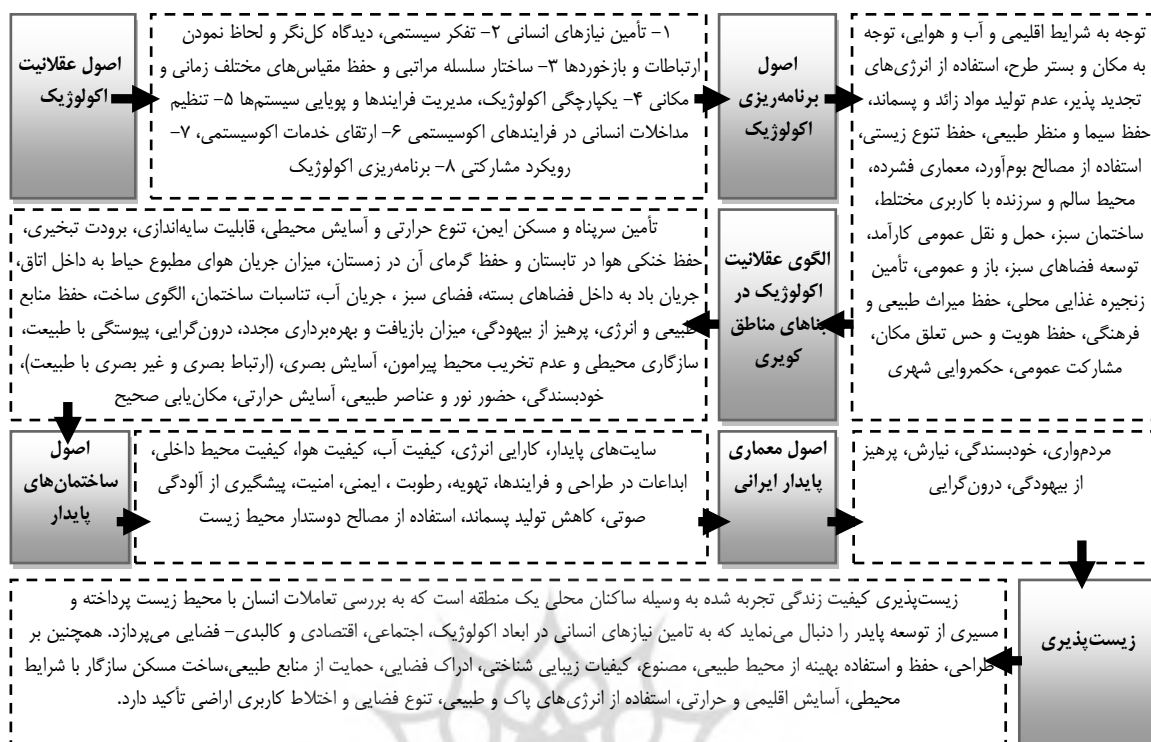 اصول عقلانیت
اکولوژیک
۱- تأمین نیازهای انسانی ۲- تفکر سیستمی، دیدگاه کل‌نگر و لحاظ نمودن
ارتباطات و بازخوردها ۳- ساختار سلسله مراتبی و حفظ مقیاس‌های مختلف زمانی و
مکانی ۴- یکپارچگی اکولوژیک، مدیریت فرایندها و پویایی سیستم‌ها ۵- تنظیم
مداخلات انسانی در فرایندهای اکوسیستمی ۶- ارتقای خدمات اکوسیستمی، ۷-
رویکرد مشارکتی ۸- برنامه‌ریزی اکولوژیک
اصول
برنامه‌ریزی
اکولوژیک
توجه به شرایط اقلیمی و آب و هوایی، توجه
به مکان و بستر طرح، استفاده از انرژی‌های
تجدید پذیر، عدم تولید مواد زائد و پسماند،
حفظ سیما و منظر طبیعی، حفظ تنوع زیستی،
استفاده از مصالح بوم‌آورد، معماری فشرده،
محیط سالم و سرزنده با کاربری مختلط،
ساختمان سبز، حمل و نقل عمومی کارآمد،
توسعه فضاهای سبز، باز و عمومی، تأمین
زنجیره غذایی محلی، حفظ میراث طبیعی و
فرهنگی، حفظ هویت و حس تعلق مکان،
مشارکت عمومی، حکمروایی شهری
الگوی عقلانیت
اکولوژیک در
بناهای مناطق
کویری
تأمین سرپناه و مسکن ایمن، تنوع حرارتی و آسایش محیطی، قابلیت سایه‌اندازی، برودت تبخیری،
حفظ خنکی هوا در تابستان و حفظ گرمای آن در زمستان، میزان جریان هوای مطبوع حیاط به داخل اتاق،
جریان باد به داخل فضاهای بسته، فضای سبز ، جریان آب، تناسبات ساختمان، الگوی ساخت، حفظ منابع
طبیعی و انرژی، پرهیز از بیهودگی، میزان بازیافت و بهره‌برداری مجدد، درون‌گرایی، پیوستگی با طبیعت،
سازگاری محیطی و عدم تخریب محیط پیرامون، آسایش بصری، (ارتباط بصری و غیر بصری با طبیعت)،
خودبسندگی، حضور نور و عناصر طبیعی، آسایش حرارتی، مکان‌یابی صحیح
اصول
ساختمان‌های
پایدار
سایت‌های پایدار، کارایی انرژی، کیفیت آب، کیفیت هوا، کیفیت محیط داخلی،
ابداعات در طراحی و فرایندها، تهویه، رطوبت ، ایمنی، امنیت، پیشگیری از آلودگی
صوتی، کاهش تولید پسماند، استفاده از مصالح دوستدار محیط زیست
اصول معماری
پایدار ایرانی
مردم‌واری، خودبسندگی، نیارش، پرهیز
از بیهودگی، درون‌گرایی
زیست‌پذیری
زیست‌پذیری کیفیت زندگی تجربه شده به وسیله ساکنان محلی یک منطقه است که به بررسی تعاملات انسان با محیط زیست پرداخته و
مسیری از توسعه پایدر را دنبال می‌نماید که به تامین نیازهای انسانی در ابعاد اکولوژیک، اجتماعی، اقتصادی و کالبدی- فضایی می‌پردازد. همچنین بر
طراحی، حفظ و استفاده بهینه از محیط طبیعی، مصنوع، کیفیات زیبایی شناختی، ادراک فضایی، حمایت از منابع طبیعی،ساخت مسکن سازگار با شرایط
محیطی، آسایش اقلیمی و حرارتی، استفاده از انرژی‌های پاک و طبیعی، تنوع فضایی و اختلاط کاربری اراضی تأکید دارد.